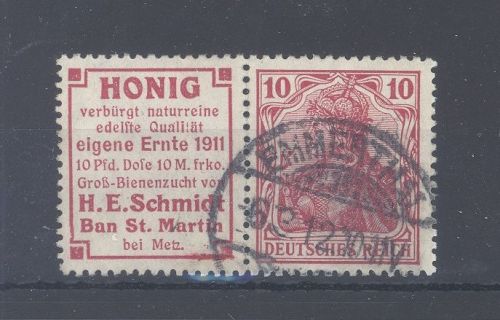 HONIG
verbürgt naturreine
edelſte Qualität
eigene Ernte 1911
10 Pfd. Doſe 10 M. frko.
Groß-Bienenzucht von
H. E. Schmidt
Ban St. Martin
bei Metz.
10 10
DEUTSCHES REICH